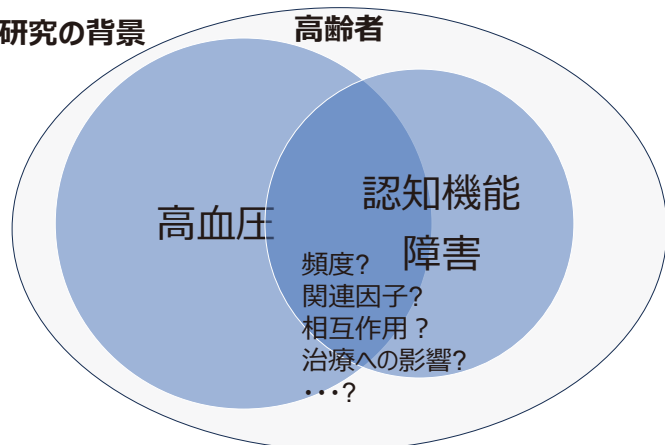 研究の背景
高齢者
高血圧
認知機能
障害
頻度?
関連因子?
相互作用？
治療への影響?
・・・?